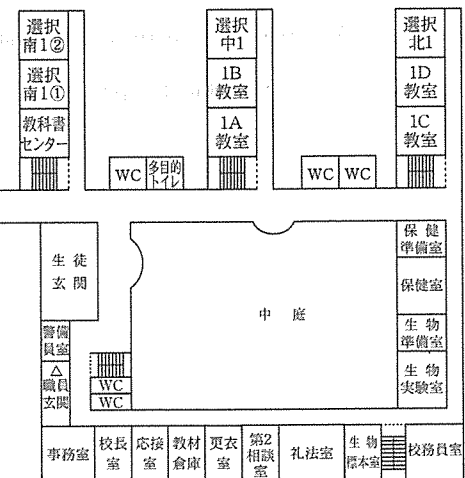 選択
南1②
選択
南1①
教科書
センター
選択
中1
1B
教室
1A
教室
選択
北1
1D
教室
1C
教室
WC
多目的
トイレ
WC
WC
生徒
玄関
中庭
保健
準備室
保健室
生物
準備室
生物
実験室
警備
員室
△
職員
玄関
WC
WC
事務室
校長
室
応接
室
教材
倉庫
更衣
室
第2
相談
室
礼法室
生物
標本室
校務員室